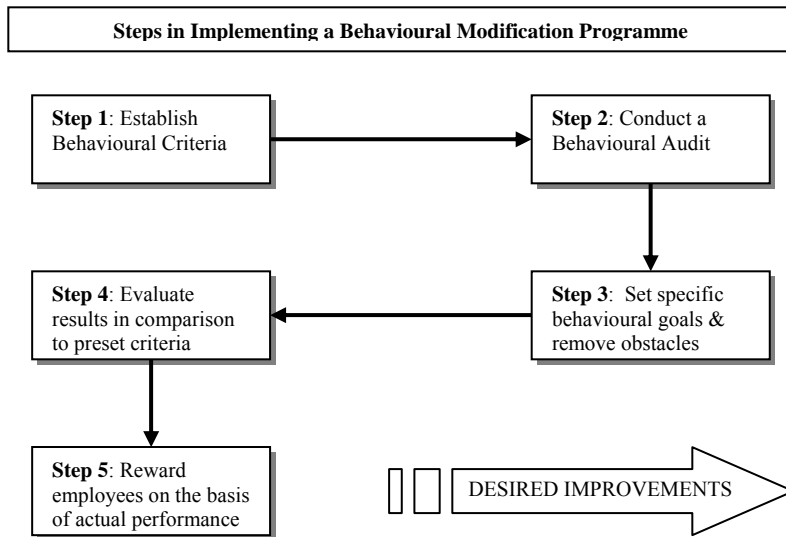 Steps in Implementing a Behavioural Modification Programme
Step 1: Establish
Behavioural Criteria
Step 2: Conduct a
Behavioural Audit
Step 3: Set specific
behavioural goals &
remove obstacles
Step 4: Evaluate
results in comparison
to preset criteria
Step 5: Reward
employees on the basis
of actual performance
DESIRED IMPROVEMENTS